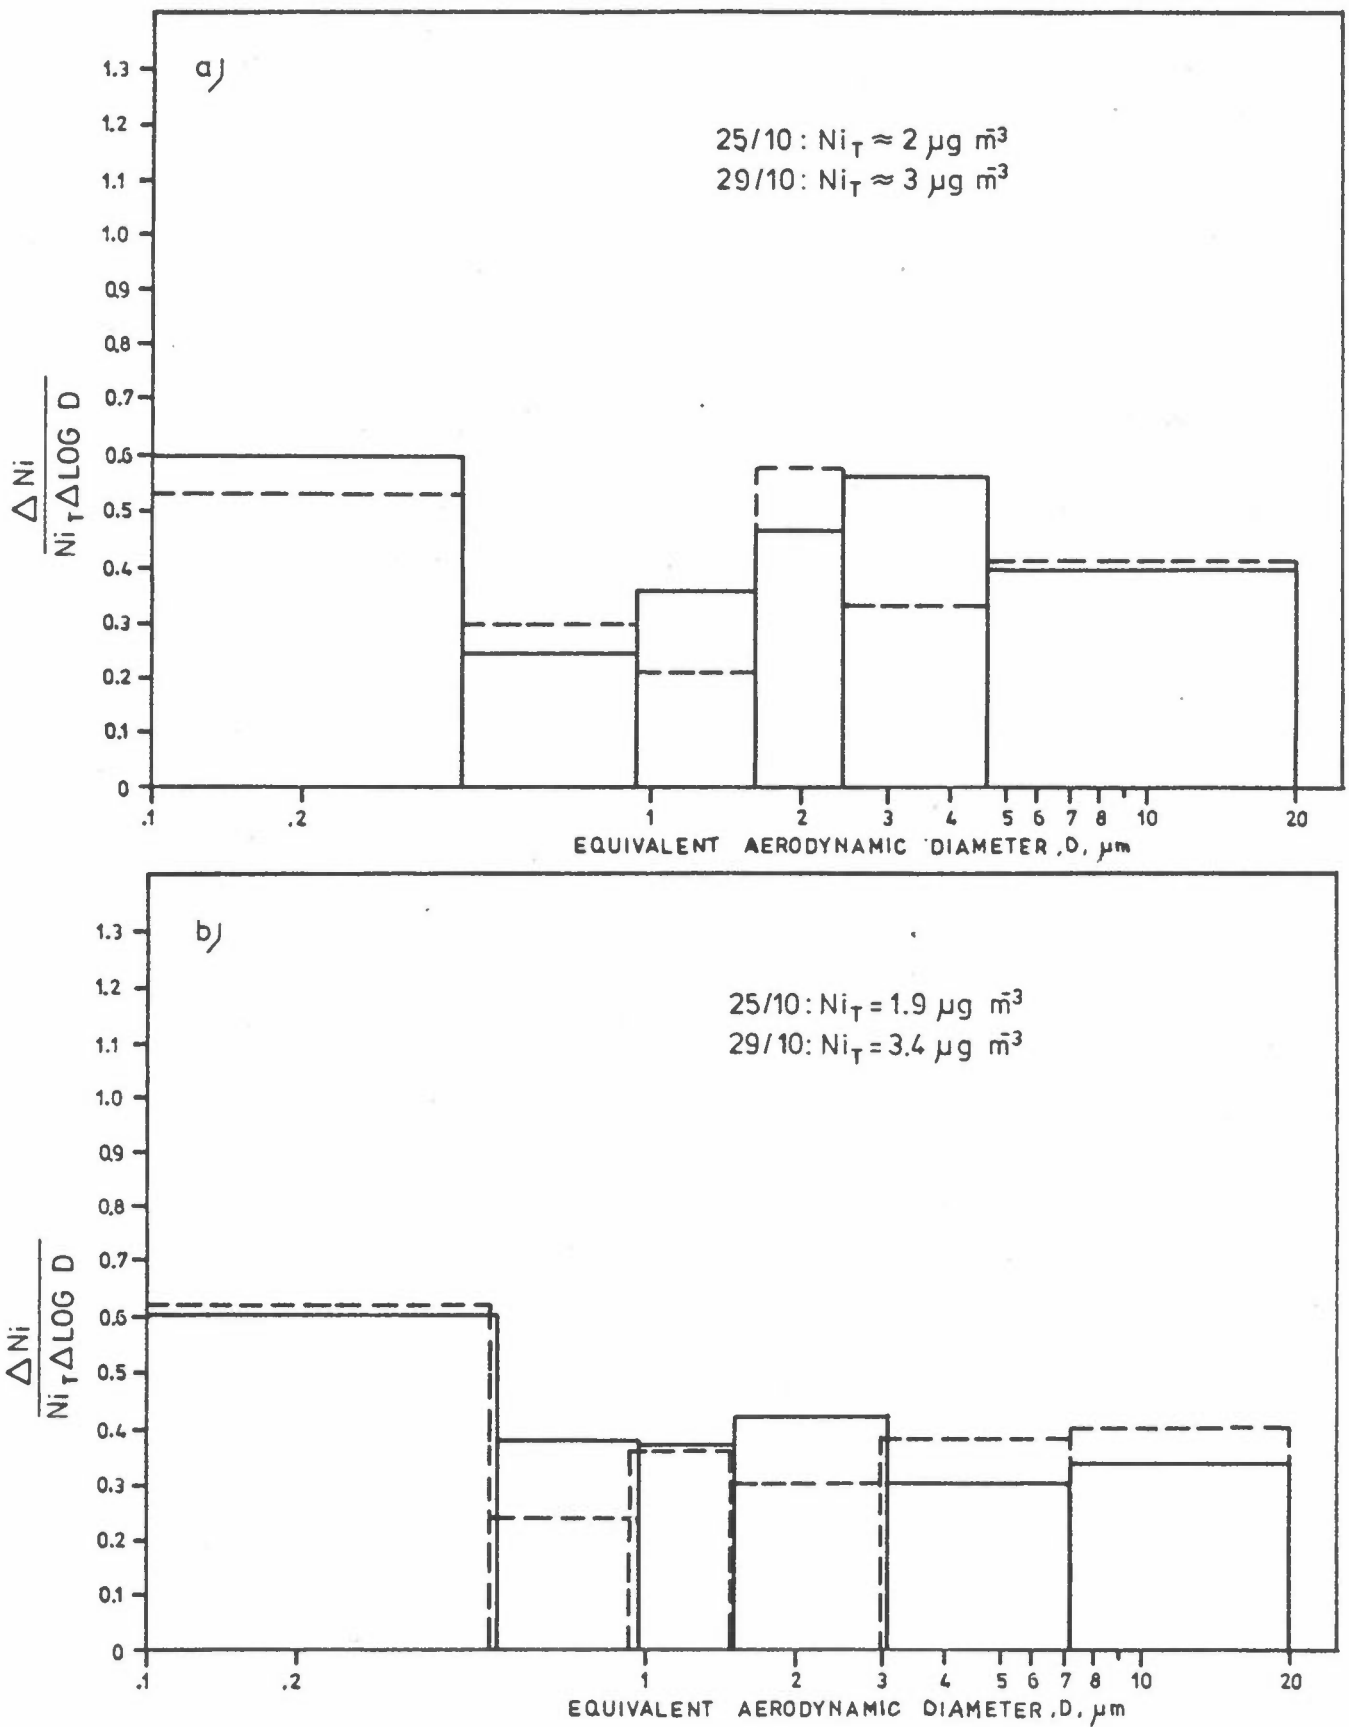 a)
25/10: Ni_T ≈ 2 µg m⁻³
29/10: Ni_T ≈ 3 µg m⁻³
1.3
1.2
1.1
1.0
0.9
0.8
0.7
0.6
0.5
0.4
0.3
0.2
0.1
0
ΔNi
Ni_T ΔLOG D
.1 .2 1 2 3 4 5 6 7 8 10 20
EQUIVALENT AERODYNAMIC DIAMETER, D, µm
b)
25/10: Ni_T = 1.9 µg m⁻³
29/10: Ni_T = 3.4 µg m⁻³
1.3
1.2
1.1
1.0
0.9
0.8
0.7
0.6
0.5
0.4
0.3
0.2
0.1
0
ΔNi
Ni_T ΔLOG D
.1 .2 1 2 3 4 5 6 7 8 10 20
EQUIVALENT AERODYNAMIC DIAMETER, D, µm